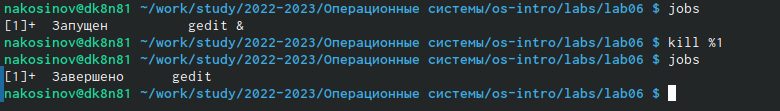 nakosinov@dk8n81 ~/work/study/2022-2023/Операционные системы/os-intro/labs/lab06 $ jobs
[1]+  Запущен          gedit &
nakosinov@dk8n81 ~/work/study/2022-2023/Операционные системы/os-intro/labs/lab06 $ kill %1
nakosinov@dk8n81 ~/work/study/2022-2023/Операционные системы/os-intro/labs/lab06 $ jobs
[1]+  Завершено      gedit
nakosinov@dk8n81 ~/work/study/2022-2023/Операционные системы/os-intro/labs/lab06 $